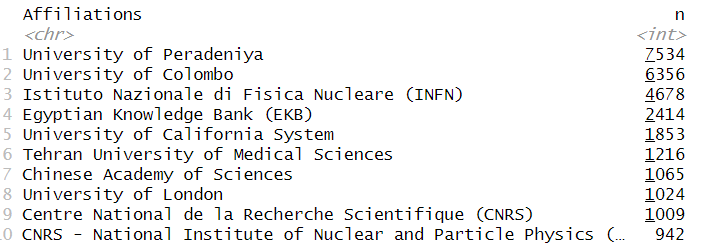 Affiliations n
<chr> <int>
1 University of Peradeniya 7534
2 University of Colombo 6356
3 Istituto Nazionale di Fisica Nucleare (INFN) 4678
4 Egyptian Knowledge Bank (EKB) 2414
5 University of California System 1853
6 Tehran University of Medical Sciences 1216
7 Chinese Academy of Sciences 1065
8 University of London 1024
9 Centre National de la Recherche Scientifique (CNRS) 1009
10 CNRS - National Institute of Nuclear and Particle Physics (… 942